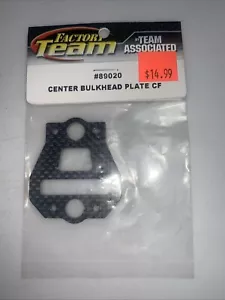 FACTORY
Team
TEAM
ASSOCIATED
#89020
$14.99
CENTER BULKHEAD PLATE CF